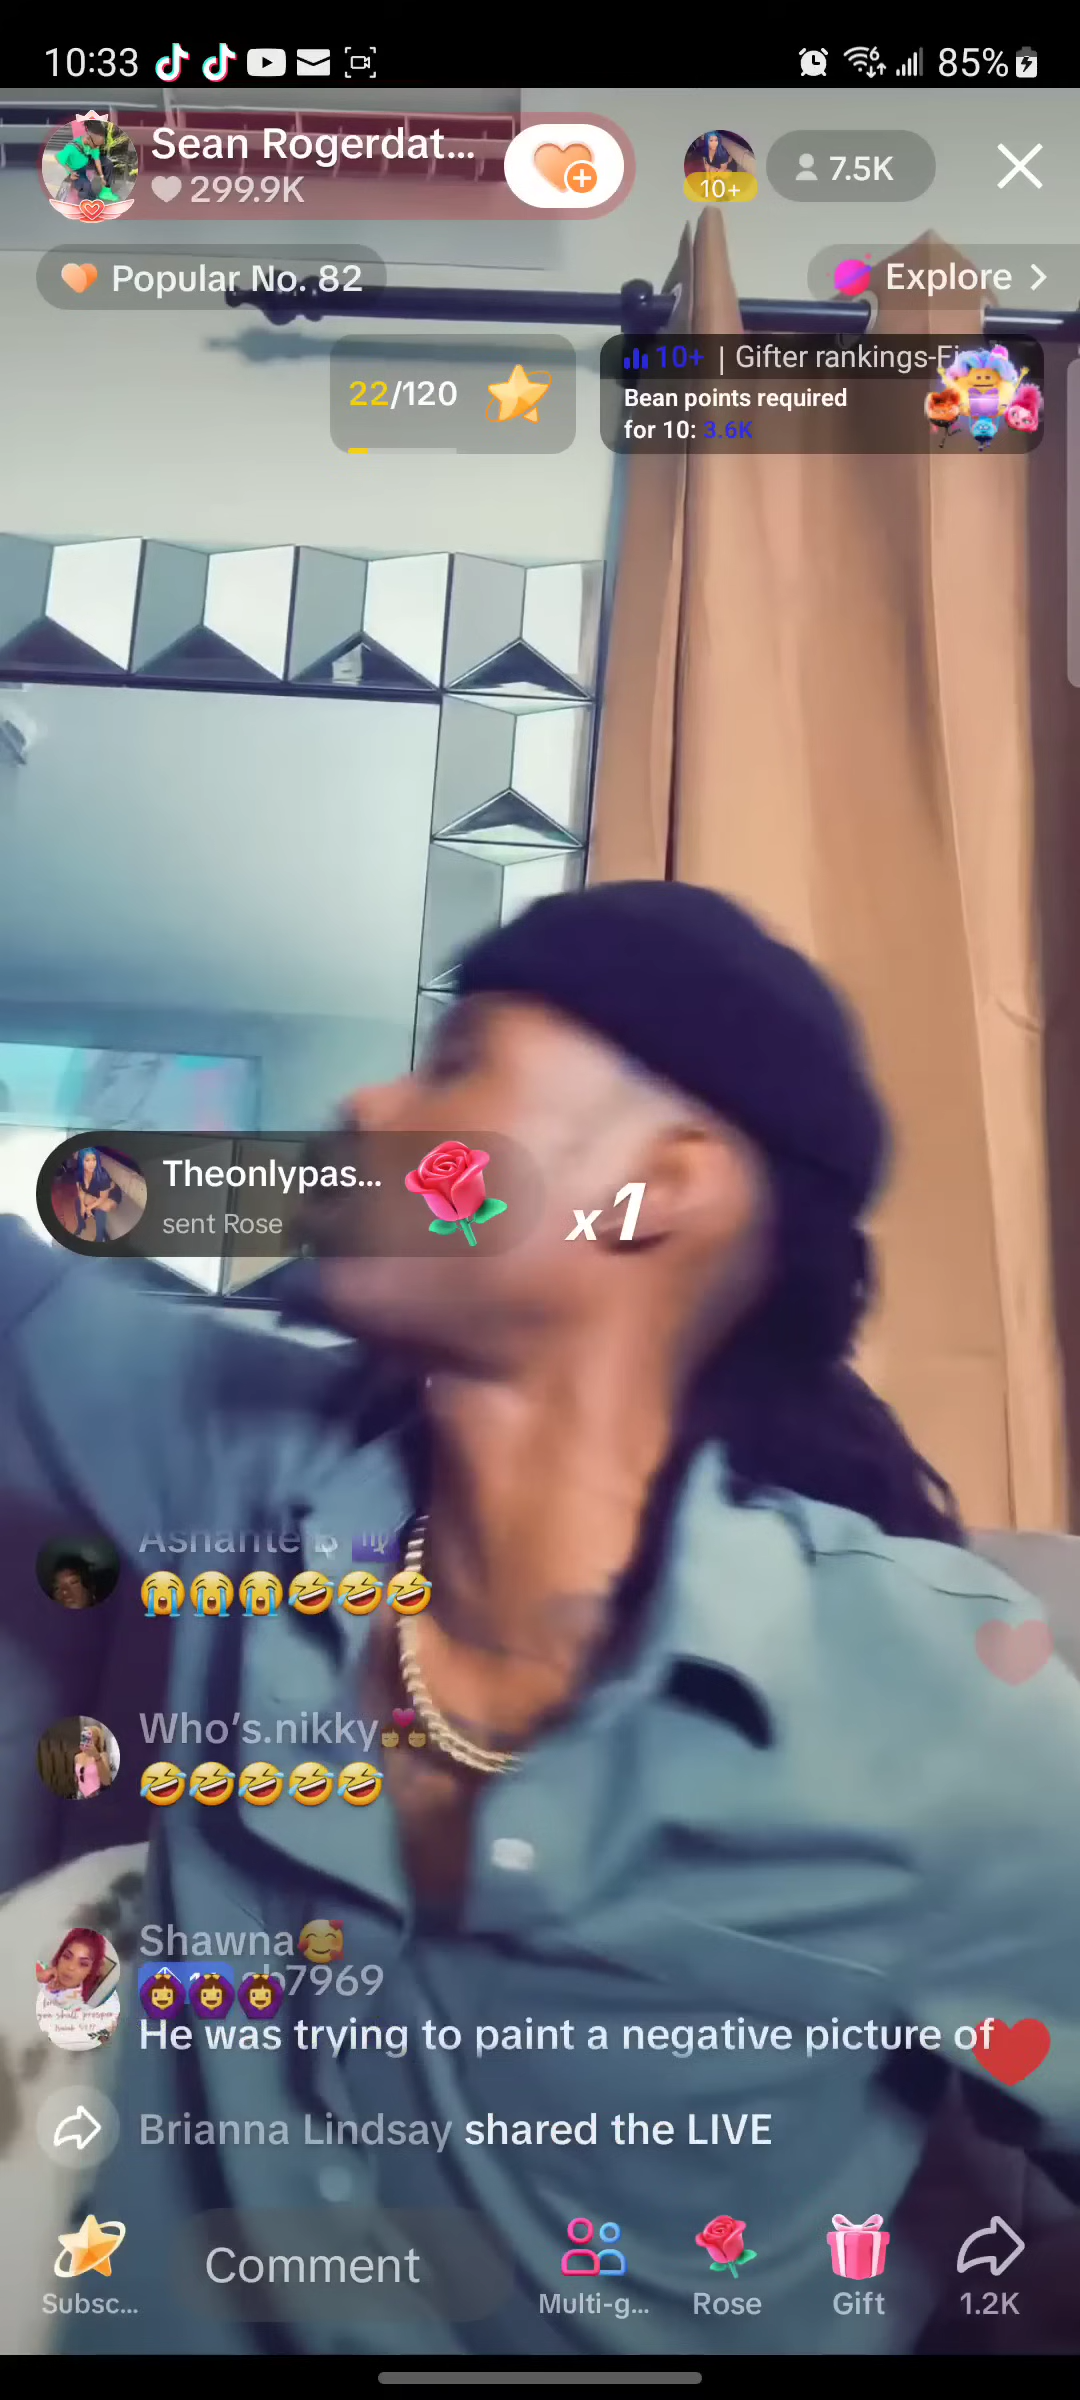 10:33
85%
Sean Rogerdat...
299.9K
10+
7.5K
Popular No. 82
Explore >
22/120
10+ | Gifter rankings-Fi
Bean points required
for 10: 3.6K
Theonlypas...
sent Rose
x1
Ashante
😭😭😭🤣🤣🤣
Who's.nikky
🤣🤣🤣🤣🤣
Shawna🥰
7969
🙆‍♀️🙆‍♀️🙆‍♀️
He was trying to paint a negative picture of
Brianna Lindsay shared the LIVE
Subsc...
Comment
Multi-g...
Rose
Gift
1.2K